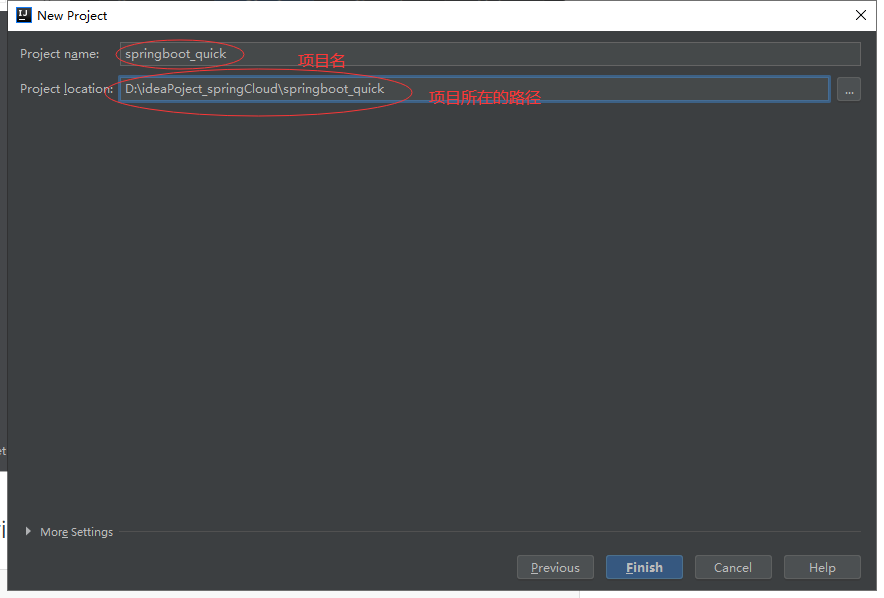 New Project
Project name: springboot_quick 项目名
Project location: D:\ideaPoject_springCloud\springboot_quick 项目所在的路径 ...
More Settings
Previous Finish Cancel Help